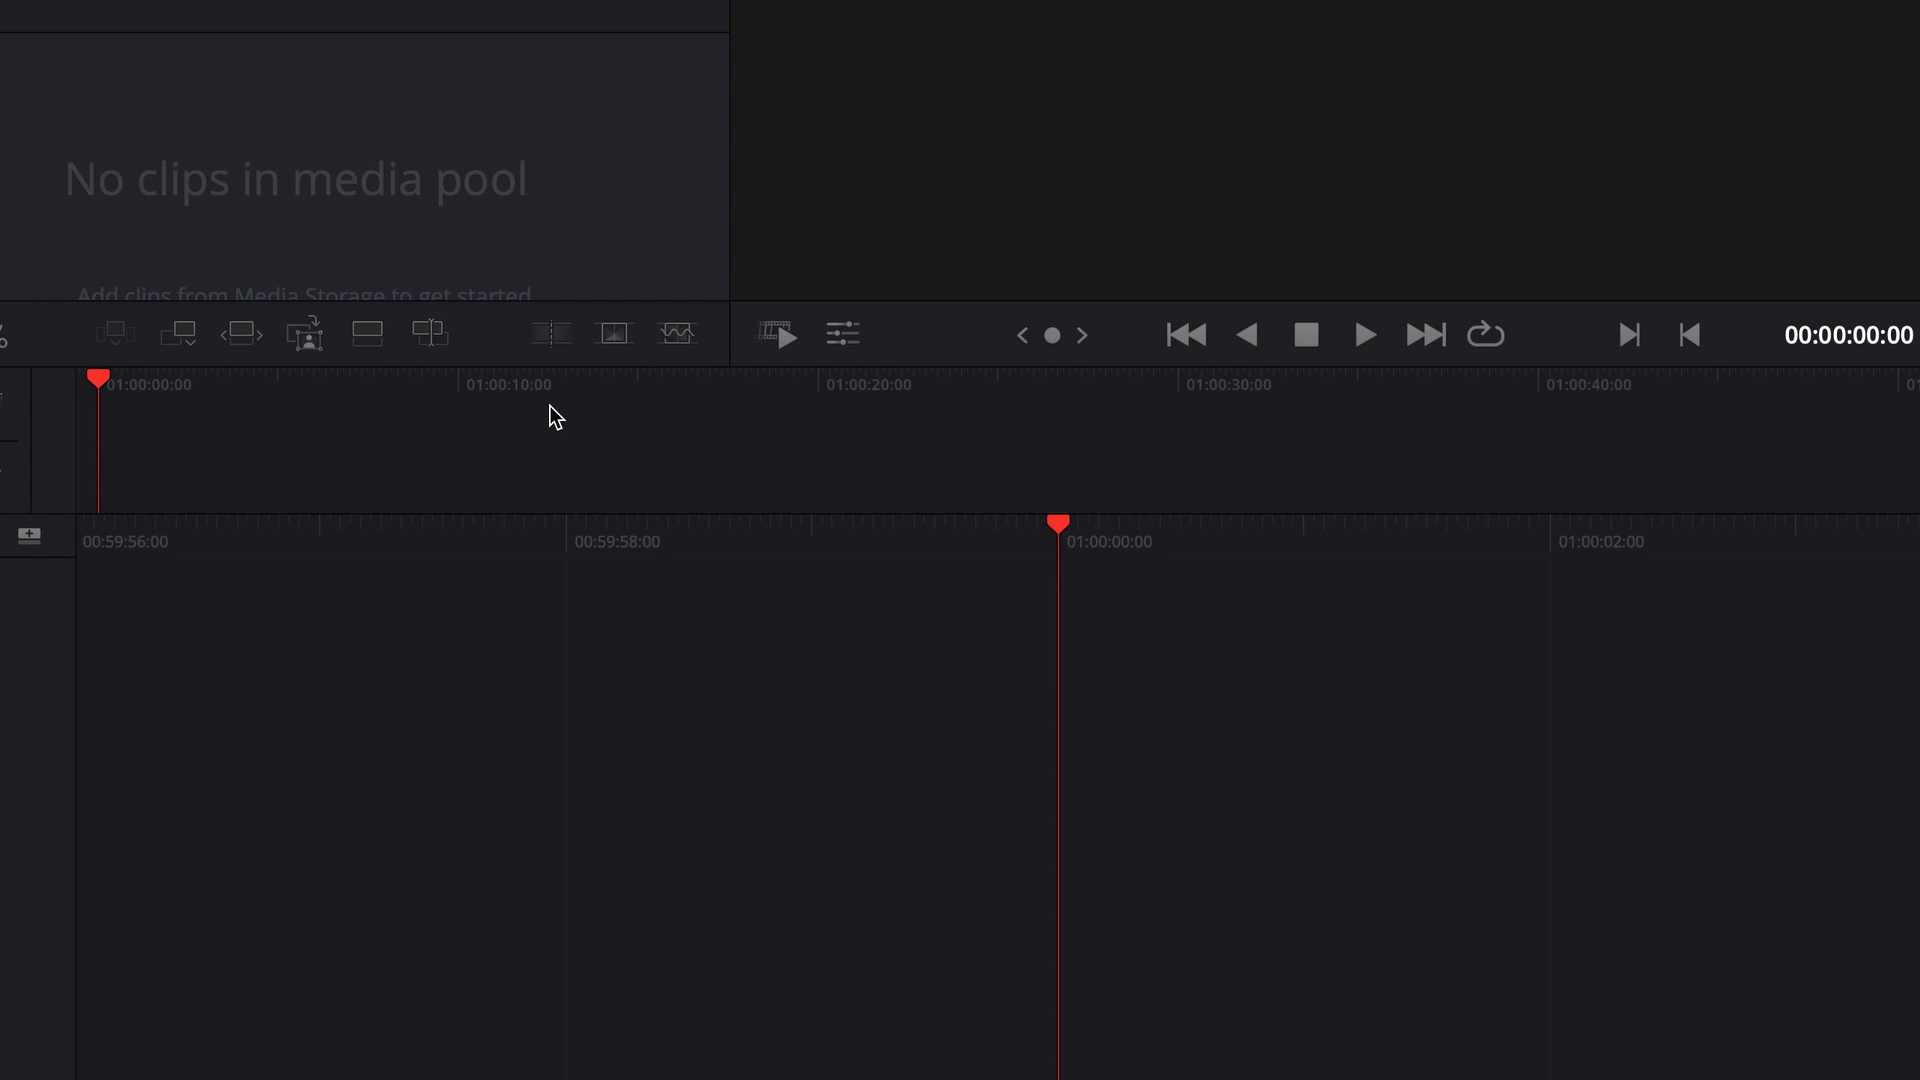 No clips in media pool
Add clips from Media Storage to get started
00:00:00:00
01:00:00:00 01:00:10:00 01:00:20:00 01:00:30:00 01:00:40:00
00:59:56:00 00:59:58:00 01:00:00:00 01:00:02:00